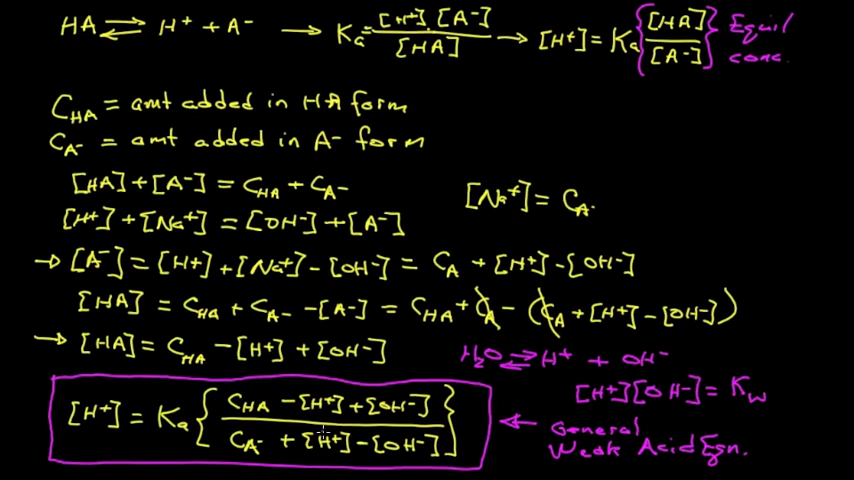 HA ⇌ H⁺ + A⁻ → Ka = [H⁺]·[A⁻] / [HA] → [H⁺] = Ka { [HA] / [A⁻] } Equil conc.
C_HA = amt added in HA form
C_A⁻ = amt added in A⁻ form
[HA] + [A⁻] = C_HA + C_A⁻
[Na⁺] = C_A⁻
[H⁺] + [Na⁺] = [OH⁻] + [A⁻]
→ [A⁻] = [H⁺] + [Na⁺] - [OH⁻] = C_A + [H⁺] - [OH⁻]
[HA] = C_HA + C_A⁻ - [A⁻] = C_HA + C_A - (C_A + [H⁺] - [OH⁻])
→ [HA] = C_HA - [H⁺] + [OH⁻]
H₂O ⇌ H⁺ + OH⁻
[H⁺][OH⁻] = Kw
[H⁺] = Ka { C_HA - [H⁺] + [OH⁻] / C_A⁻ + [H⁺] - [OH⁻] }
← General
Weak Acid Eqn.